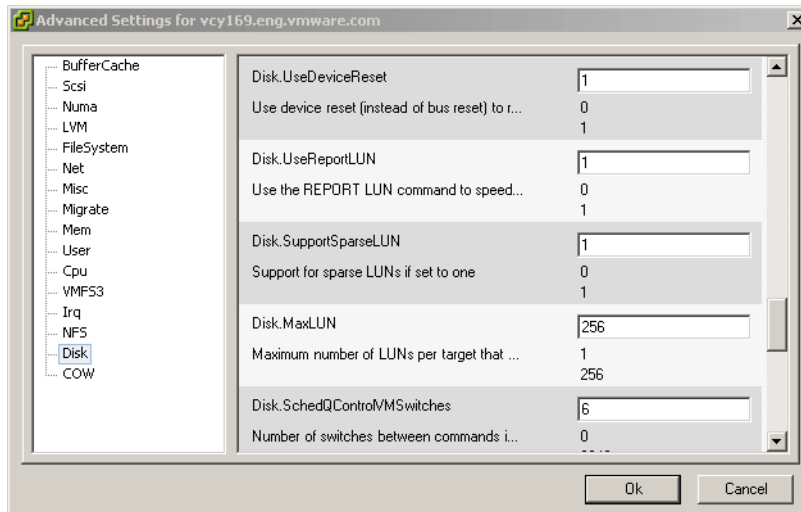 Advanced Settings for vcy169.eng.vmware.com
BufferCache
Scsi
Numa
LVM
FileSystem
Net
Misc
Migrate
Mem
User
Cpu
VMFS3
Irq
NFS
Disk
COW
Disk.UseDeviceReset
1
Use device reset (instead of bus reset) to r...
0
1
Disk.UseReportLUN
1
Use the REPORT LUN command to speed...
0
1
Disk.SupportSparseLUN
1
Support for sparse LUNs if set to one
0
1
Disk.MaxLUN
256
Maximum number of LUNs per target that ...
1
256
Disk.SchedQControlVMSwitches
6
Number of switches between commands i...
0
Ok
Cancel